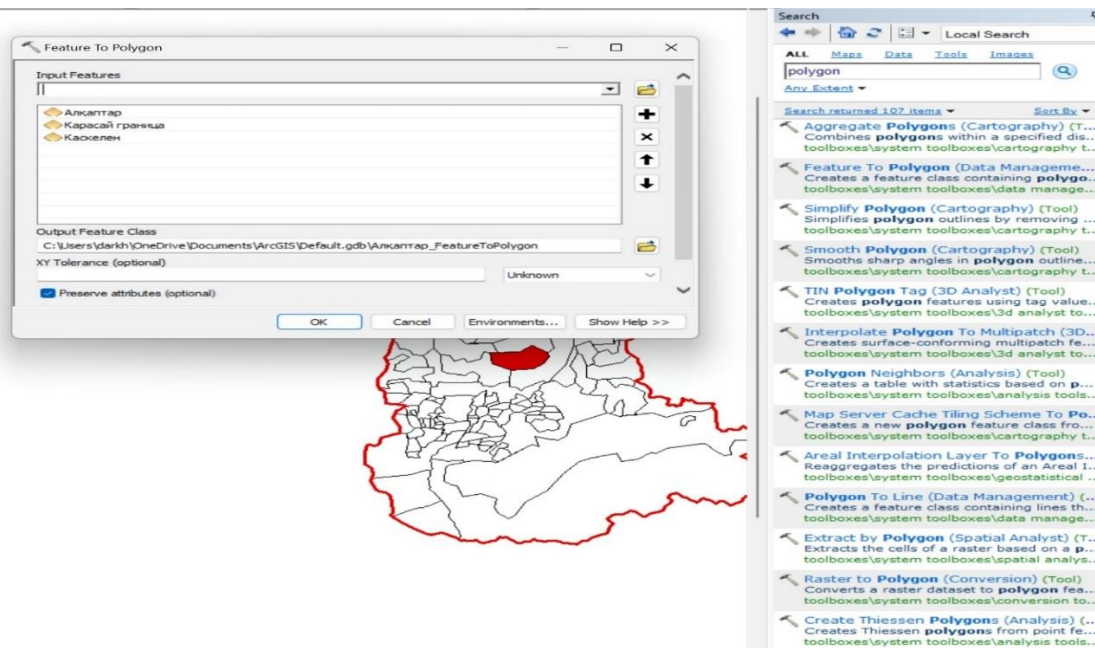 Feature To Polygon
Input Features
Алқаптар
Карасай граница
Каскелен
Output Feature Class
C:\Users\darkh\OneDrive\Documents\ArcGIS\Default.gdb\Алқаптар_FeatureToPolygon
XY Tolerance (optional)
Unknown
Preserve attributes (optional)
OK Cancel Environments... Show Help >>
Search
Local Search
ALL Maps Data Tools Images
polygon
Any Extent
Search returned 107 items Sort By
Aggregate Polygons (Cartography) (T...
Combines polygons within a specified dis...
toolboxes\system toolboxes\cartography t...
Feature To Polygon (Data Manageme...
Creates a feature class containing polygo...
toolboxes\system toolboxes\data manage...
Simplify Polygon (Cartography) (Tool)
Simplifies polygon outlines by removing ...
toolboxes\system toolboxes\cartography t...
Smooth Polygon (Cartography) (Tool)
Smooths sharp angles in polygon outline...
toolboxes\system toolboxes\cartography t...
TIN Polygon Tag (3D Analyst) (Tool)
Creates polygon features using tag value...
toolboxes\system toolboxes\3d analyst to...
Interpolate Polygon To Multipatch (3D...
Creates surface-conforming multipatch fe...
toolboxes\system toolboxes\3d analyst to...
Polygon Neighbors (Analysis) (Tool)
Creates a table with statistics based on p...
toolboxes\system toolboxes\analysis tools...
Map Server Cache Tiling Scheme To Po...
Creates a new polygon feature class fro...
toolboxes\system toolboxes\cartography t...
Areal Interpolation Layer To Polygons...
Reaggregates the predictions of an Areal I...
toolboxes\system toolboxes\geostatistical ...
Polygon To Line (Data Management) (...
Creates a feature class containing lines th...
toolboxes\system toolboxes\data manage...
Extract by Polygon (Spatial Analyst) (T...
Extracts the cells of a raster based on a p...
toolboxes\system toolboxes\spatial analys...
Raster to Polygon (Conversion) (Tool)
Converts a raster dataset to polygon fea...
toolboxes\system toolboxes\conversion to...
Create Thiessen Polygons (Analysis) (...
Creates Thiessen polygons from point fe...
toolboxes\system toolboxes\analysis tools...